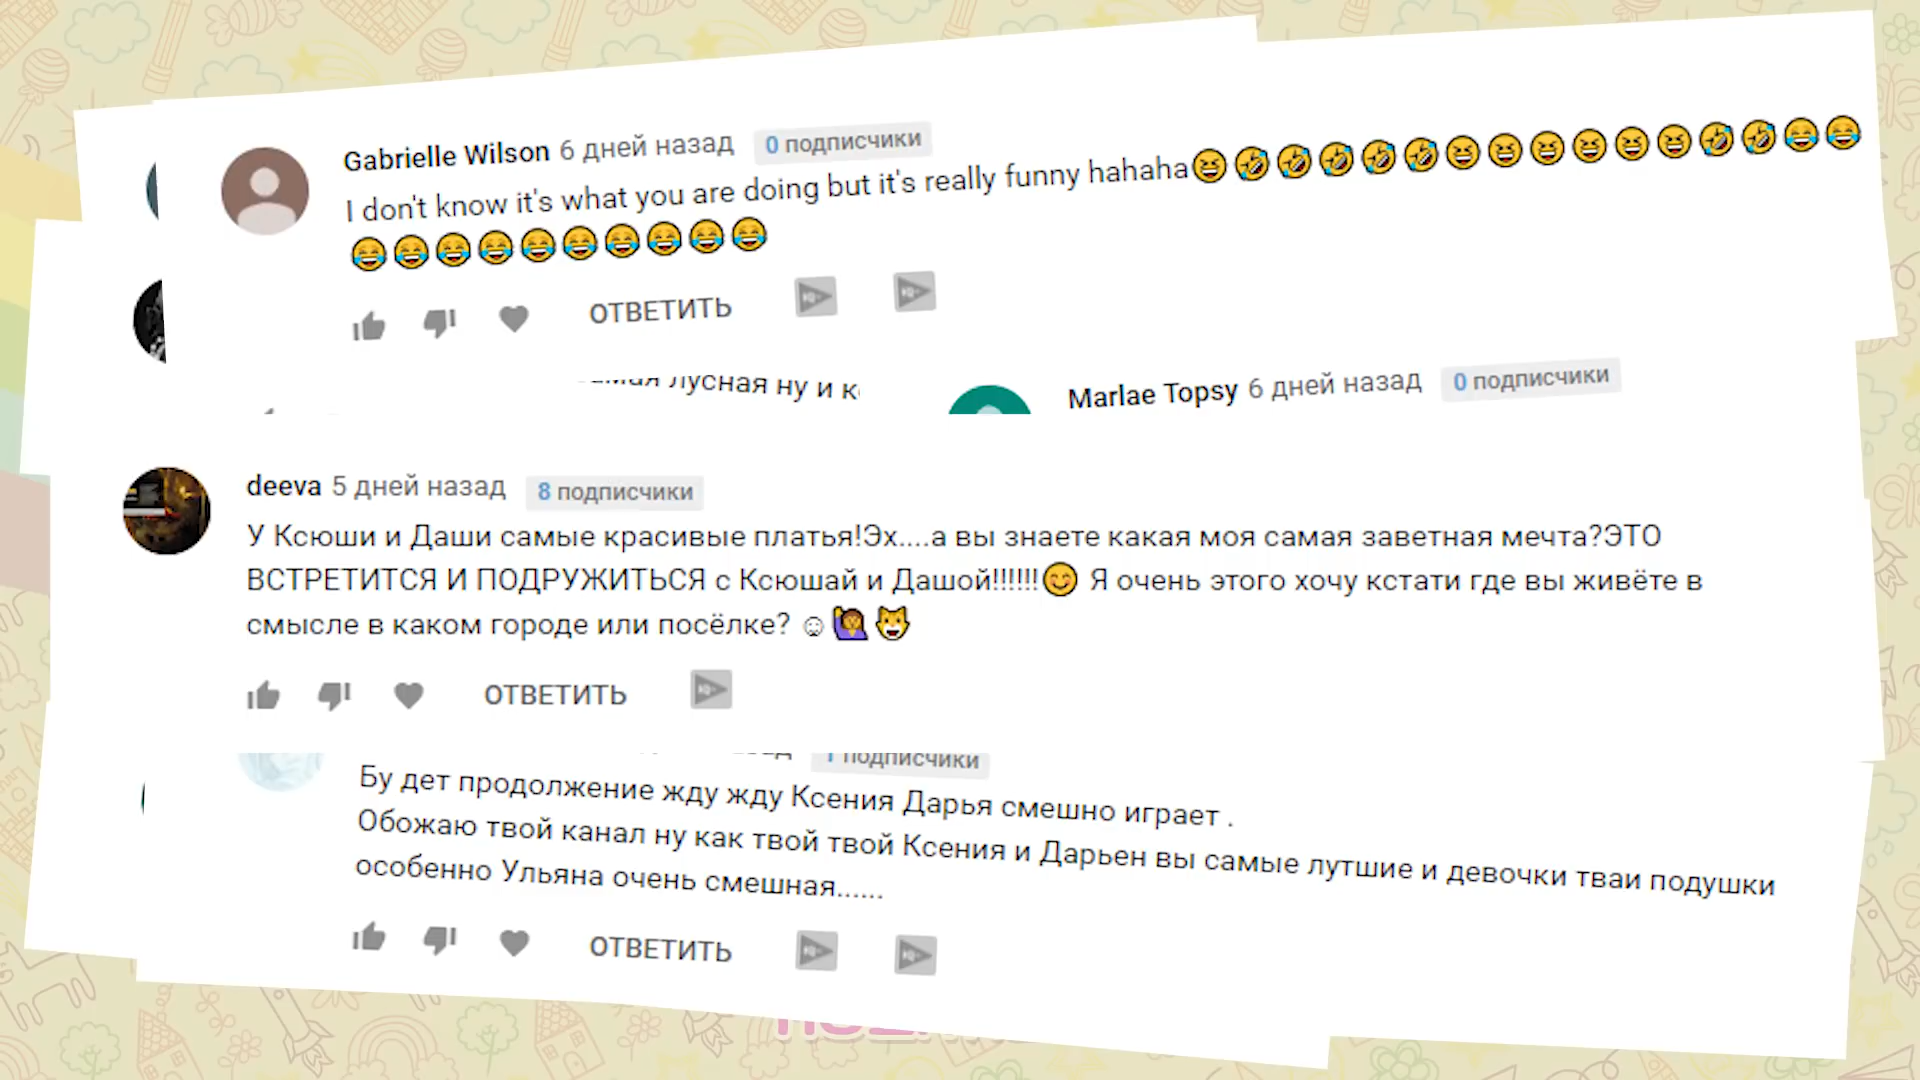 Gabrielle Wilson 6 дней назад 0 подписчики
I don't know it's what you are doing but it's really funny hahaha😆🤣🤣🤣🤣🤣😆😆😆😆😆😆🤣🤣😂😂
😂😂😂😂😂😂😂😂😂😂
ОТВЕТИТЬ
лусная ну и
Marlae Topsy 6 дней назад 0 подписчики
deeva 5 дней назад 8 подписчики
У Ксюши и Даши самые красивые платья!Эх....а вы знаете какая моя самая заветная мечта?ЭТО
ВСТРЕТИТСЯ И ПОДРУЖИТЬСЯ с Ксюшай и Дашой!!!!!!😊 Я очень этого хочу кстати где вы живёте в
смысле в каком городе или посёлке? ☺🙋😺
ОТВЕТИТЬ
1 подписчики
Бу дет продолжение жду жду Ксения Дарья смешно играет .
Обожаю твой канал ну как твой твой Ксения и Дарьен вы самые лутшие и девочки тваи подушки
особенно Ульяна очень смешная......
ОТВЕТИТЬ